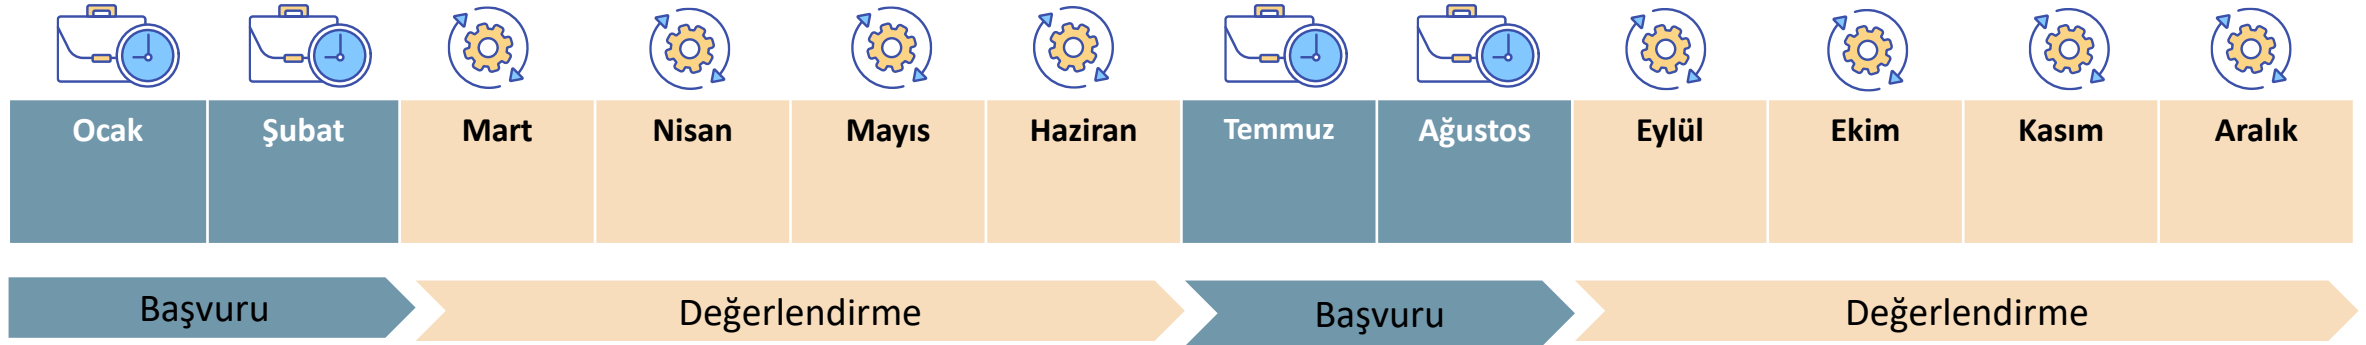 Ocak Şubat Mart Nisan Mayıs Haziran Temmuz Ağustos Eylül Ekim Kasım Aralık
Başvuru Değerlendirme Başvuru Değerlendirme